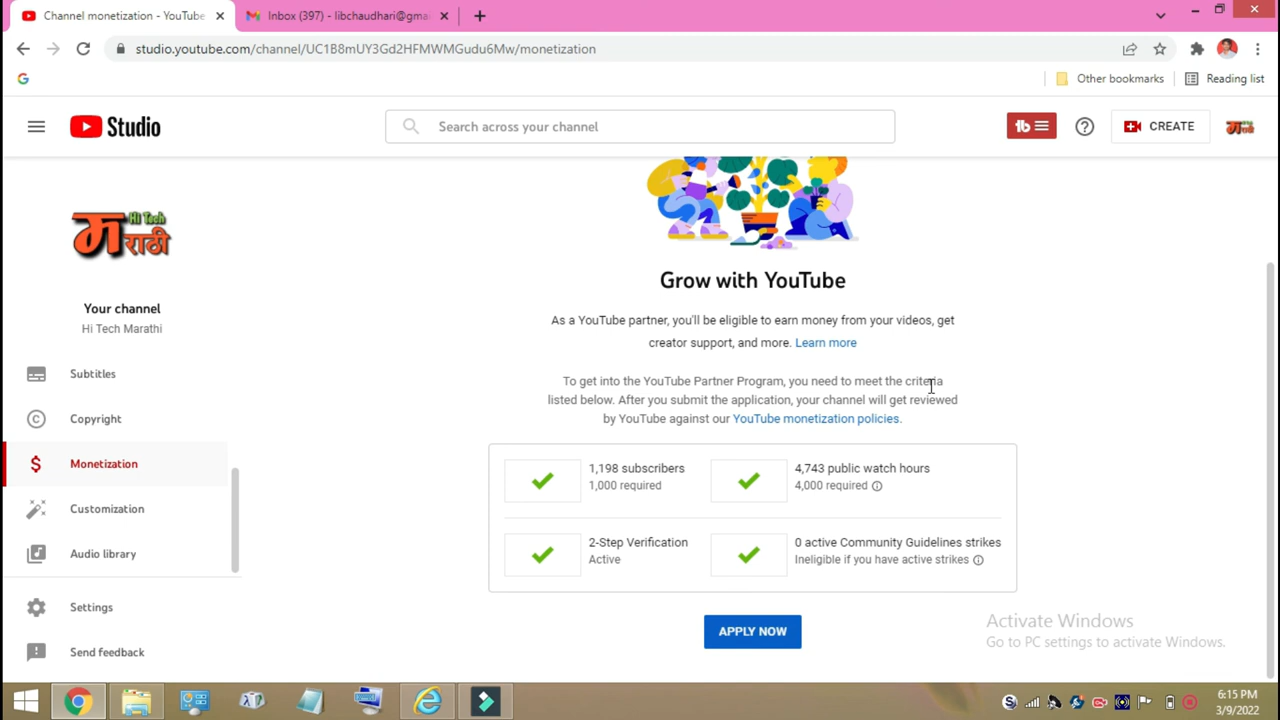 Channel monetization - YouTube
Inbox (397) - libchaudhari@gmai
studio.youtube.com/channel/UC1B8mUY3Gd2HFMWMGudu6Mw/monetization
Other bookmarks
Reading list
Studio
Search across your channel
CREATE
मराठी
Hi Tech
मराठी
Your channel
Hi Tech Marathi
Subtitles
Copyright
Monetization
Customization
Audio library
Settings
Send feedback
Grow with YouTube
As a YouTube partner, you'll be eligible to earn money from your videos, get
creator support, and more. Learn more
To get into the YouTube Partner Program, you need to meet the criteria
listed below. After you submit the application, your channel will get reviewed
by YouTube against our YouTube monetization policies.
1,198 subscribers
1,000 required
4,743 public watch hours
4,000 required
2-Step Verification
Active
0 active Community Guidelines strikes
Ineligible if you have active strikes
APPLY NOW
Activate Windows
Go to PC settings to activate Windows.
6:15 PM
3/9/2022